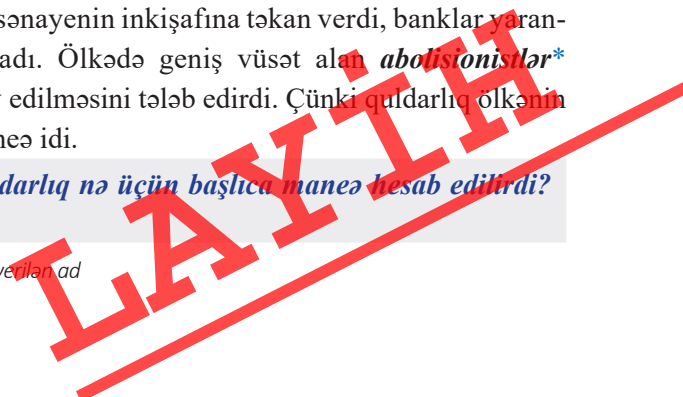 sənayenin inkişafına təkan verdi, banklar yaran-
adı. Ölkədə geniş vüsət alan abolisionistlər*
edilməsini tələb edirdi. Çünki quldarlıq ölkənin
neə idi.
darlıq nə üçün başlıca maneə hesab edilirdi?
verilən ad
LAYİH